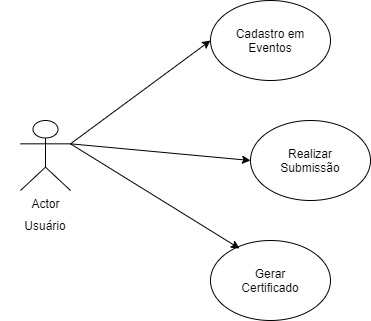 Cadastro em
Eventos
Realizar
Submissão
Actor
Usuário
Gerar
Certificado